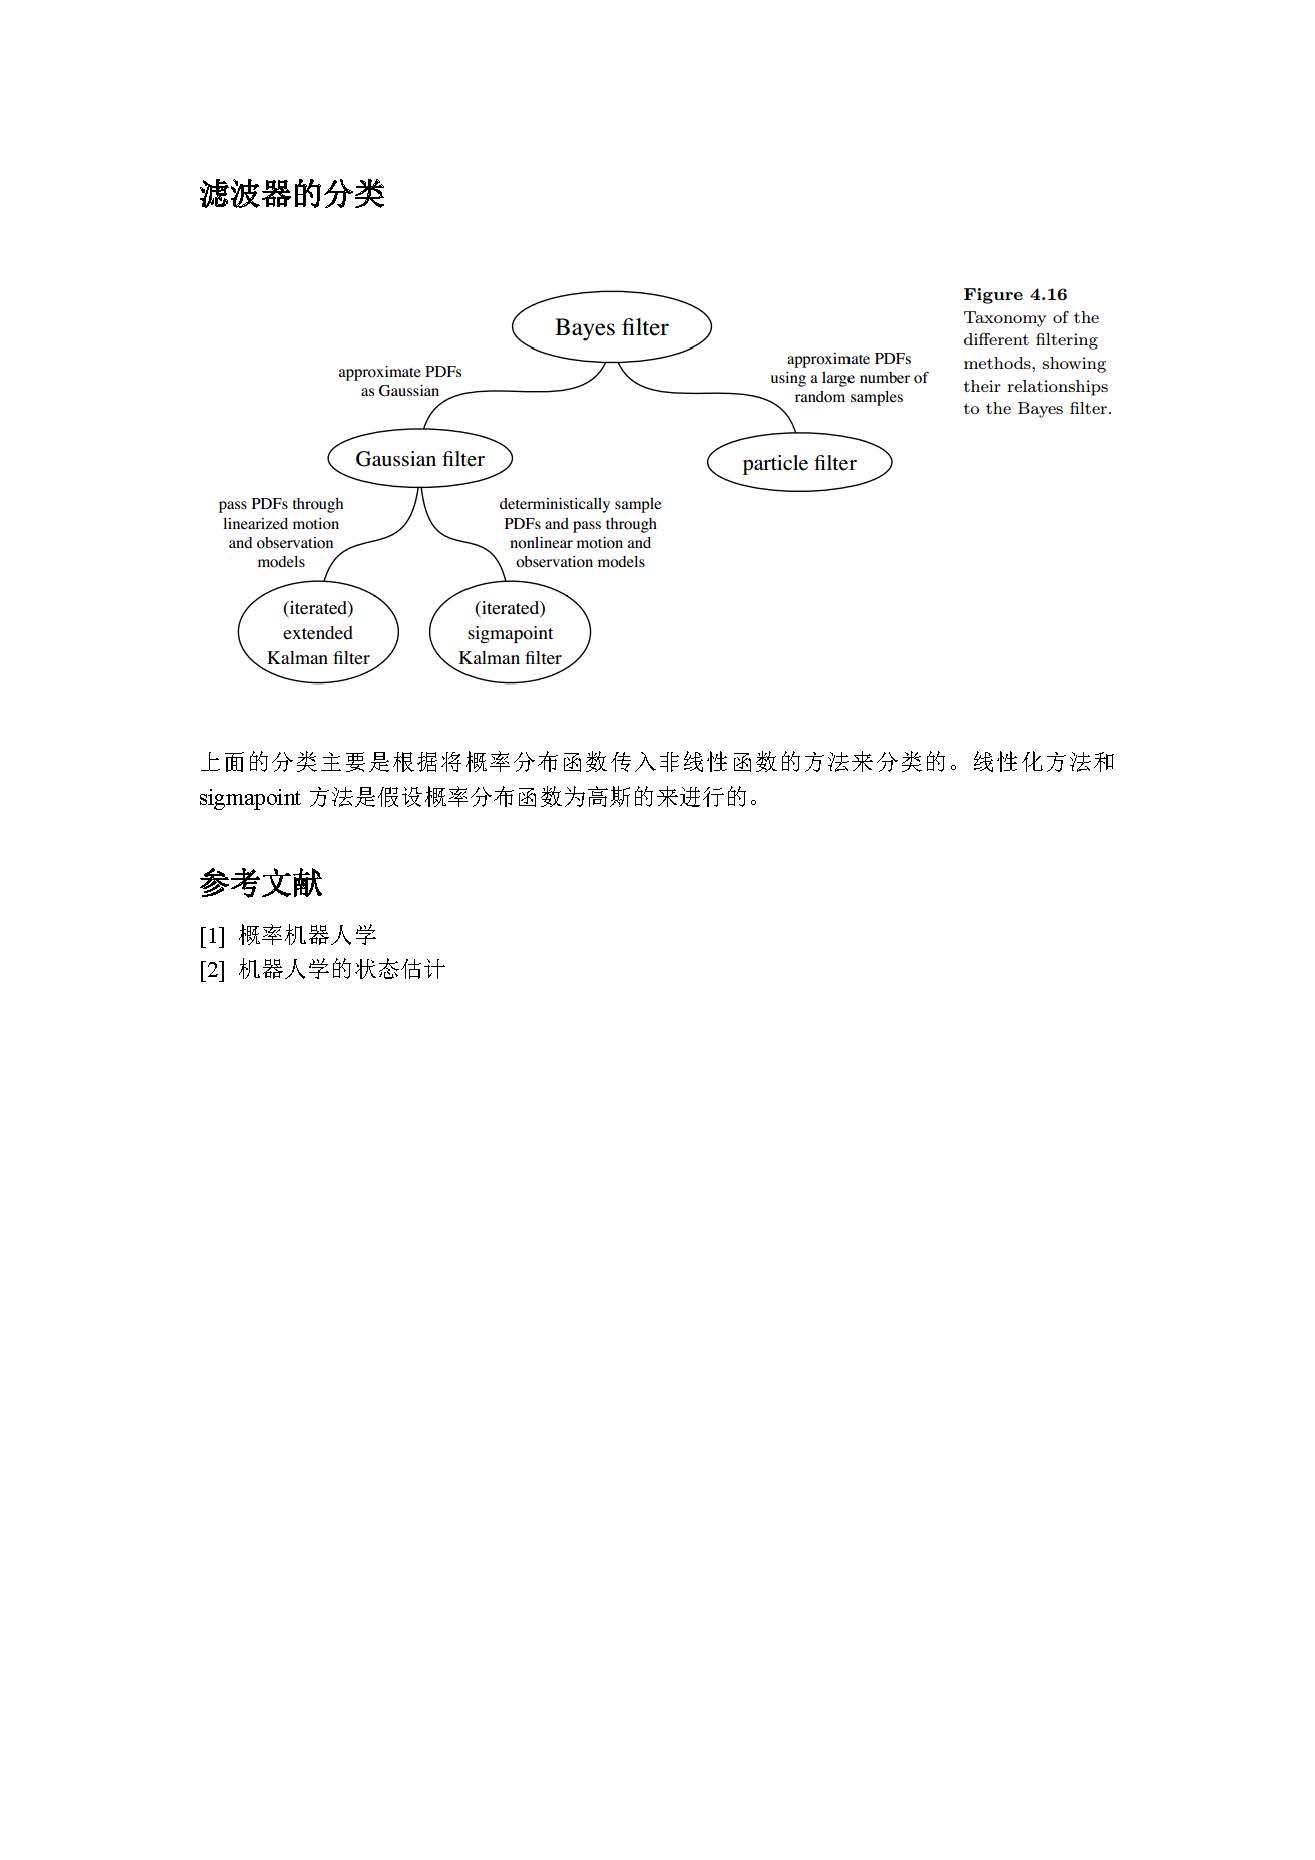 滤波器的分类
Bayes filter
approximate PDFs
as Gaussian
approximate PDFs
using a large number of
random samples
Figure 4.16
Taxonomy of the
different filtering
methods, showing
their relationships
to the Bayes filter.
Gaussian filter
particle filter
pass PDFs through
linearized motion
and observation
models
deterministically sample
PDFs and pass through
nonlinear motion and
observation models
(iterated)
extended
Kalman filter
(iterated)
sigmapoint
Kalman filter
上面的分类主要是根据将概率分布函数传入非线性函数的方法来分类的。线性化方法和
sigmapoint 方法是假设概率分布函数为高斯的来进行的。
参考文献
[1] 概率机器人学
[2] 机器人学的状态估计